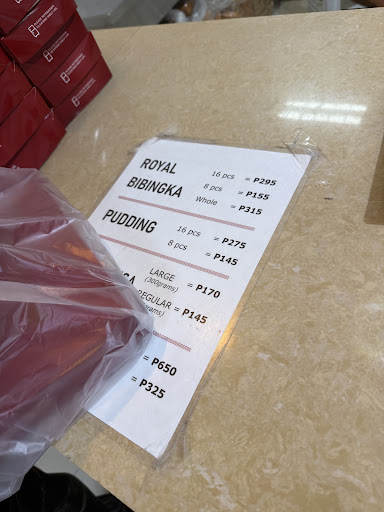 ROYAL BIBINGKA
16 pcs = P295
8 pcs = P155
Whole = P315
PUDDING
16 pcs = P275
8 pcs = P145
LARGE = P170
(300grams)
REGULAR = P145
= P650
= P325